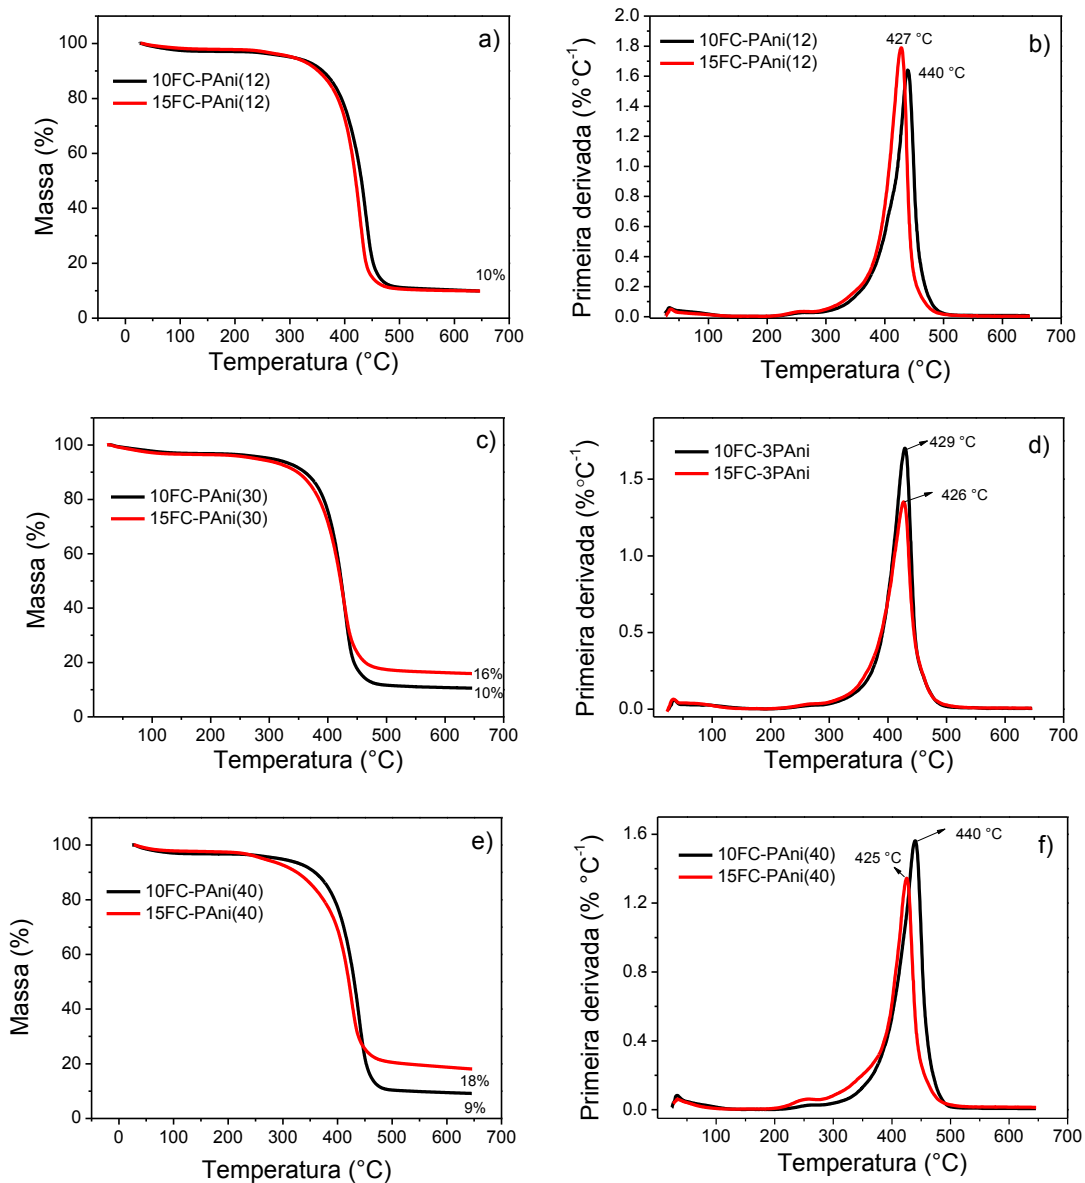 a)
10FC-PAni(12)
15FC-PAni(12)
Massa (%)
100
80
60
40
20
0
10%
0 100 200 300 400 500 600 700
Temperatura (°C)
b)
10FC-PAni(12)
15FC-PAni(12)
427 °C
440 °C
Primeira derivada (%°C-1)
2.0
1.8
1.6
1.4
1.2
1.0
0.8
0.6
0.4
0.2
0.0
100 200 300 400 500 600 700
Temperatura (°C)
c)
10FC-PAni(30)
15FC-PAni(30)
Massa (%)
100
80
60
40
20
0
16%
10%
100 200 300 400 500 600 700
Temperatura (°C)
d)
10FC-3PAni
15FC-3PAni
429 °C
426 °C
Primeira derivada (%°C-1)
1.5
1.0
0.5
0.0
100 200 300 400 500 600 700
Temperatura (°C)
e)
10FC-PAni(40)
15FC-PAni(40)
Massa (%)
100
80
60
40
20
0
18%
9%
0 100 200 300 400 500 600 700
Temperatura (°C)
f)
10FC-PAni(40)
15FC-PAni(40)
440 °C
425 °C
Primeira derivada (% °C-1)
1.6
1.2
0.8
0.4
0.0
100 200 300 400 500 600 700
Temperatura (°C)